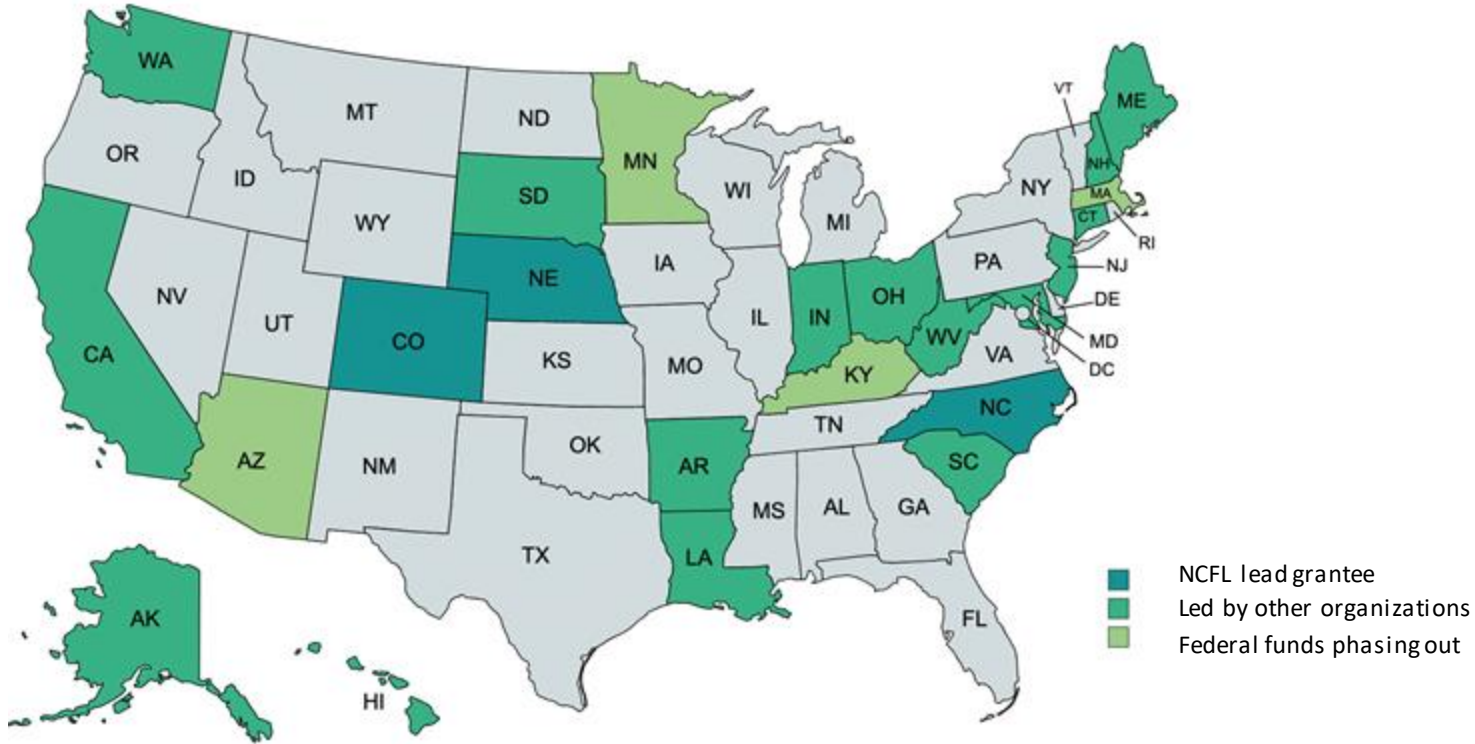 WA
MT
ND
MN
OR
ID
SD
WI
WY
MI
NY
VT
ME
NH
MA
CT
RI
NV
UT
CO
NE
IA
IL
IN
OH
PA
NJ
DE
MD
DC
WV
VA
CA
KS
MO
KY
AZ
NM
OK
AR
TN
NC
SC
TX
LA
MS
AL
GA
FL
AK
HI
NCFL lead grantee
Led by other organizations
Federal funds phasing out